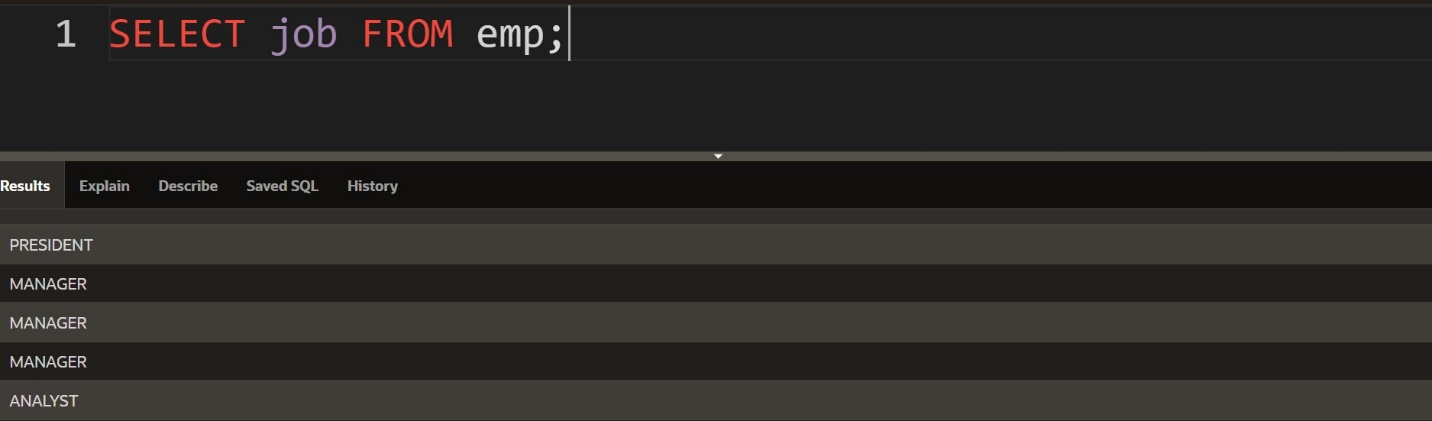 1 SELECT job FROM emp;
Results Explain Describe Saved SQL History
PRESIDENT
MANAGER
MANAGER
MANAGER
ANALYST